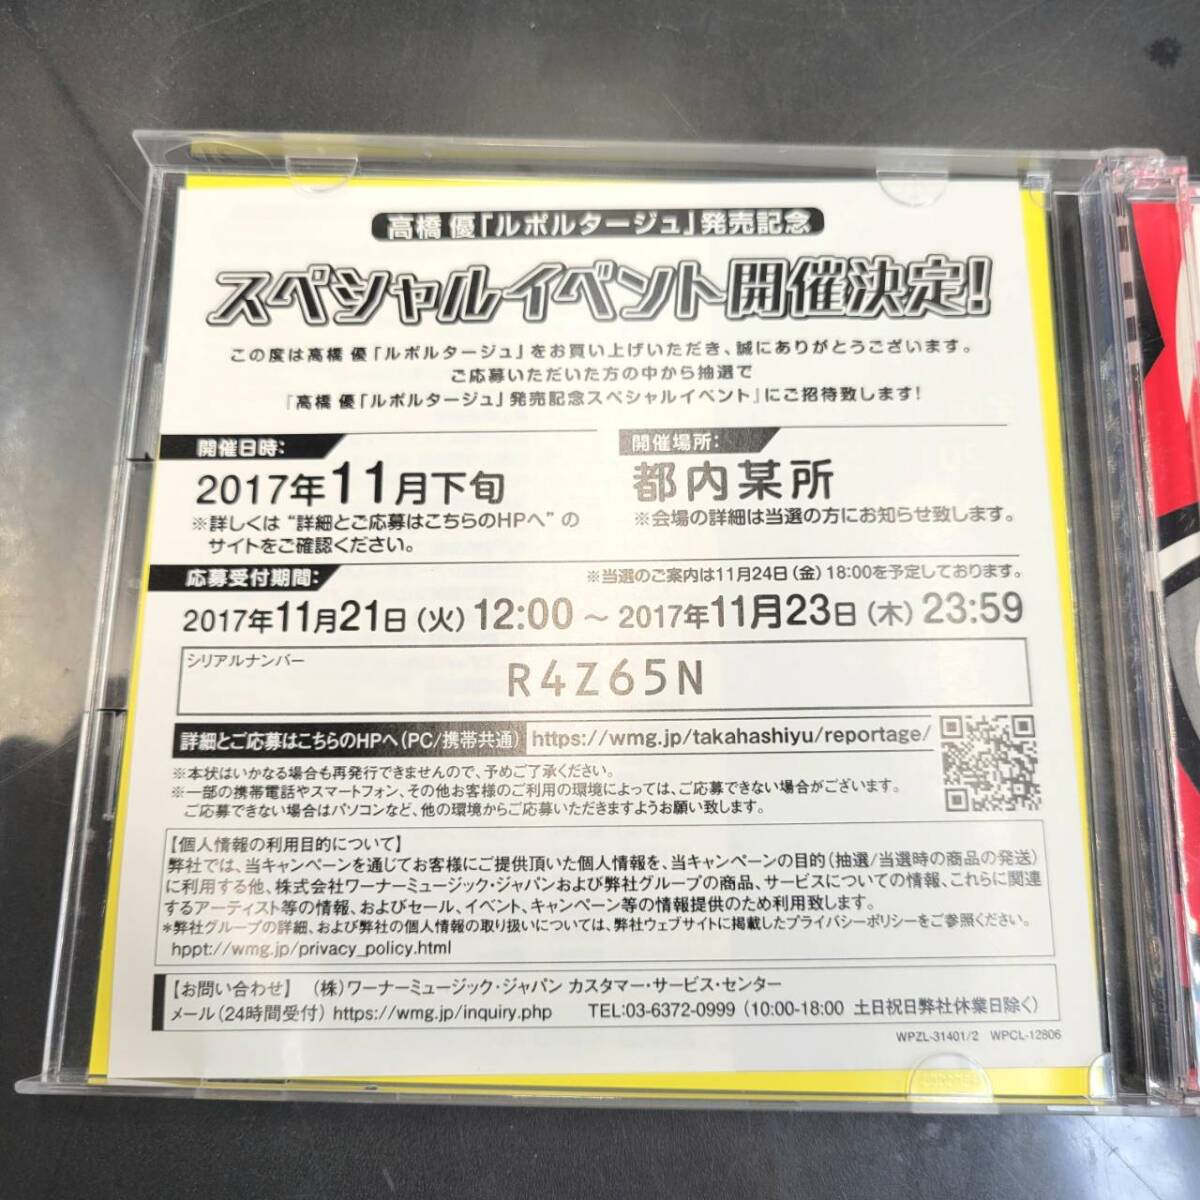 高橋 優「ルポルタージュ」発売記念
スペシャルイベント開催決定!
この度は高橋 優「ルポルタージュ」をお買い上げいただき、誠にありがとうございます。
ご応募いただいた方の中から抽選で
『高橋 優「ルポルタージュ」発売記念スペシャルイベント』にご招待致します!
開催日時:
2017年11月下旬
※詳しくは“詳細とご応募はこちらのHPへ”の
サイトをご確認ください。
開催場所:
都内某所
※会場の詳細は当選の方にお知らせ致します。
応募受付期間:
※当選のご案内は11月24日(金)18:00を予定しております。
2017年11月21日(火)12:00 ~ 2017年11月23日(木)23:59
シリアルナンバー
R4Z65N
詳細とご応募はこちらのHPへ(PC/携帯共通) https://wmg.jp/takahashiyu/reportage/
※本状はいかなる場合も再発行できませんので、予めご了承ください。
※一部の携帯電話やスマートフォン、その他お客様のご利用の環境によっては、ご応募できない場合がございます。
ご応募できない場合はパソコンなど、他の環境からご応募いただきますようお願い致します。
【個人情報の利用目的について】
弊社では、当キャンペーンを通じてお客様にご提供頂いた個人情報を、当キャンペーンの目的(抽選/当選時の商品の発送)
に利用する他、株式会社ワーナーミュージック・ジャパンおよび弊社グループの商品、サービスについての情報、これらに関連
するアーティスト等の情報、およびセール、イベント、キャンペーン等の情報提供のため利用致します。
*弊社グループの詳細、および弊社の個人情報の取り扱いについては、弊社ウェブサイトに掲載したプライバシーポリシーをご参照ください。
hppt://wmg.jp/privacy_policy.html
【お問い合わせ】 (株)ワーナーミュージック・ジャパン カスタマー・サービス・センター
メール(24時間受付) https://wmg.jp/inquiry.php TEL:03-6372-0999 (10:00-18:00 土日祝日弊社休業日除く)
WPZL-31401/2 WPCL-12806